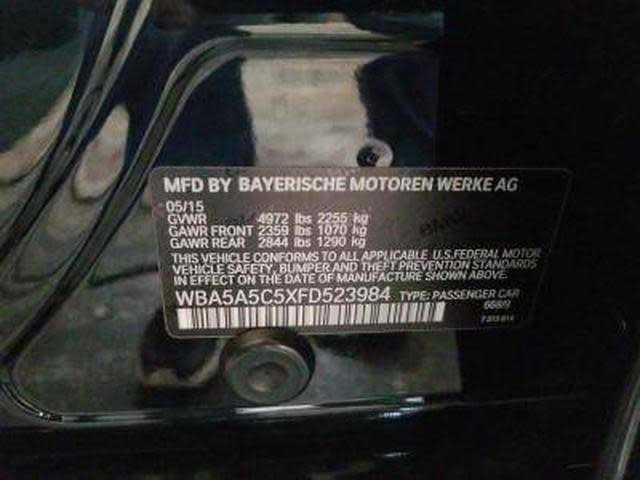 MFD BY BAYERISCHE MOTOREN WERKE AG
05/15
GVWR 4972 lbs 2255 kg
GAWR FRONT 2359 lbs 1070 kg
GAWR REAR 2844 lbs 1290 kg
THIS VEHICLE CONFORMS TO ALL APPLICABLE U.S.FEDERAL MOTOR
VEHICLE SAFETY, BUMPER AND THEFT PREVENTION STANDARDS
IN EFFECT ON THE DATE OF MANUFACTURE SHOWN ABOVE.
WBA5A5C5XFD523984 TYPE: PASSENGER CAR